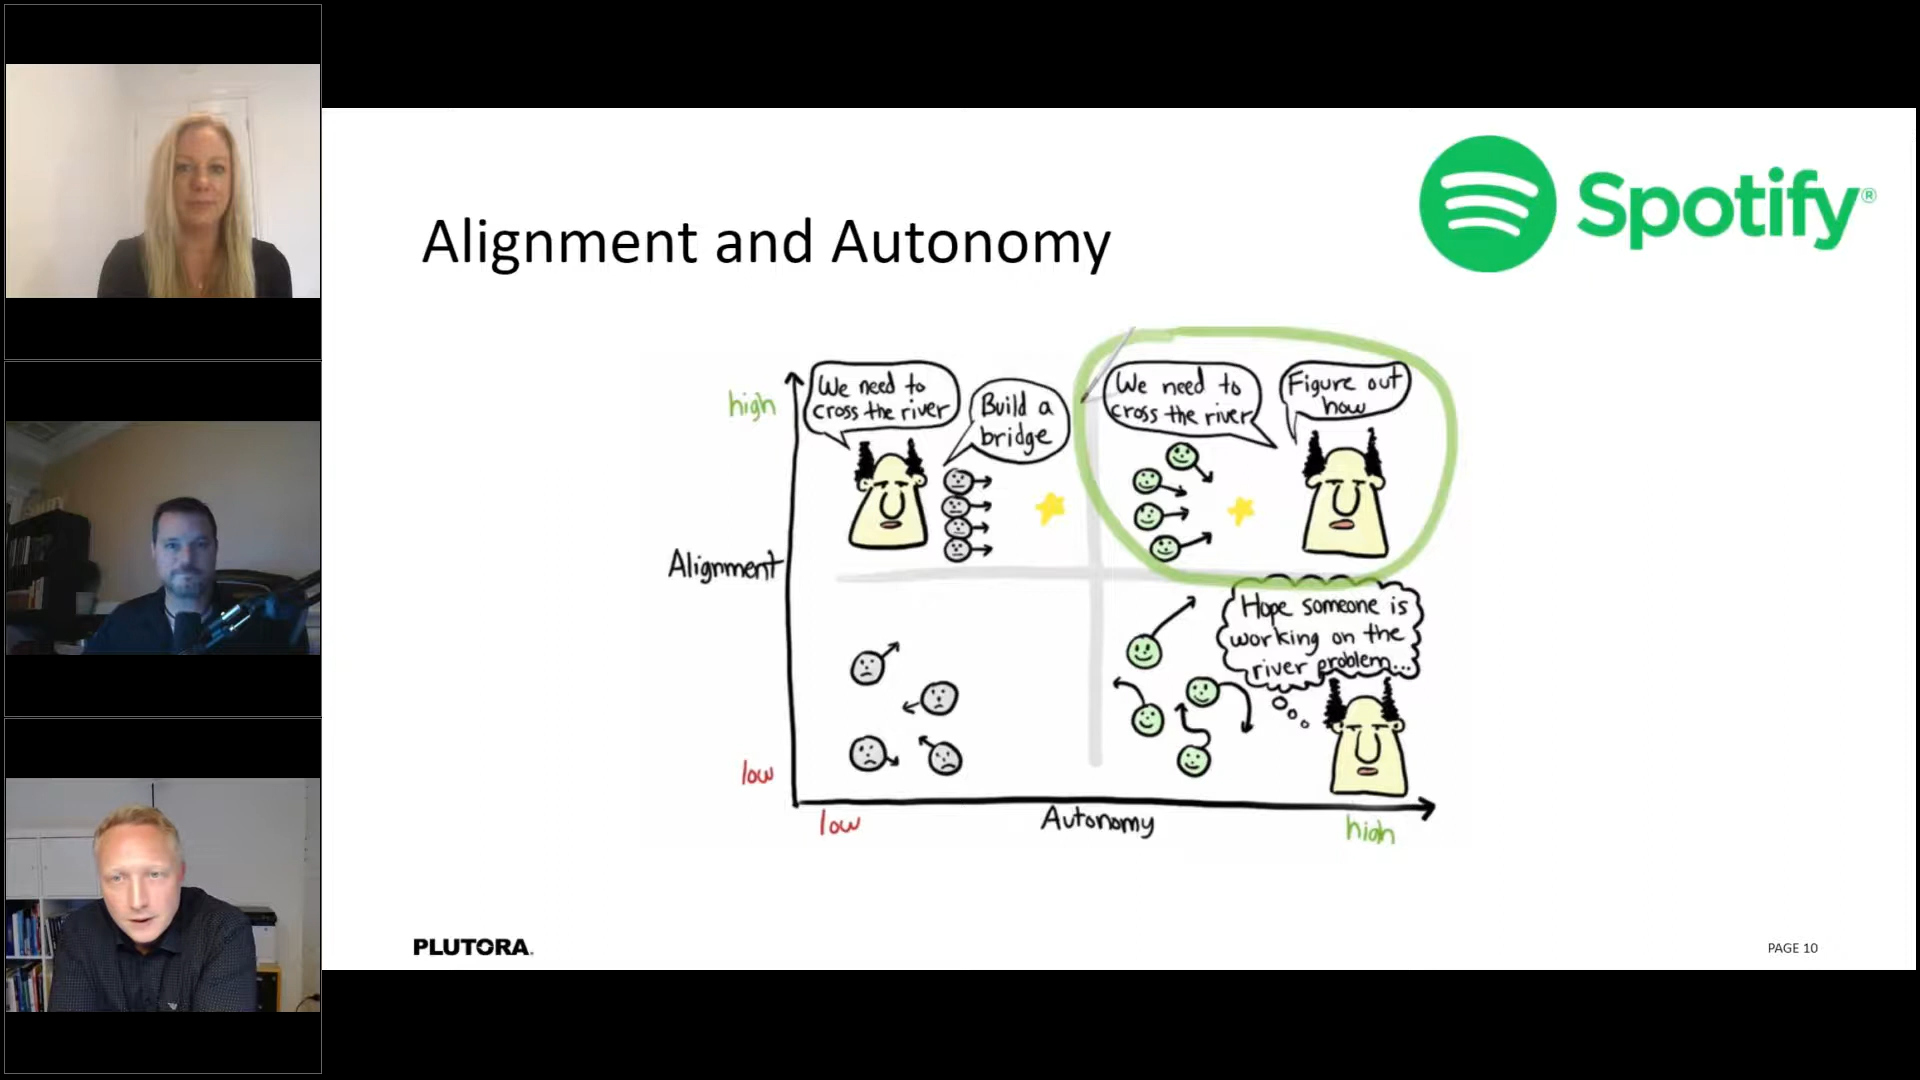 Spotify®
Alignment and Autonomy
high
We need to
cross the river
Build a
bridge
We need to
cross the river
Figure out
how
Alignment
Hope someone is
working on the
river problem...
low
low
Autonomy
high
PLUTORA
PAGE 10